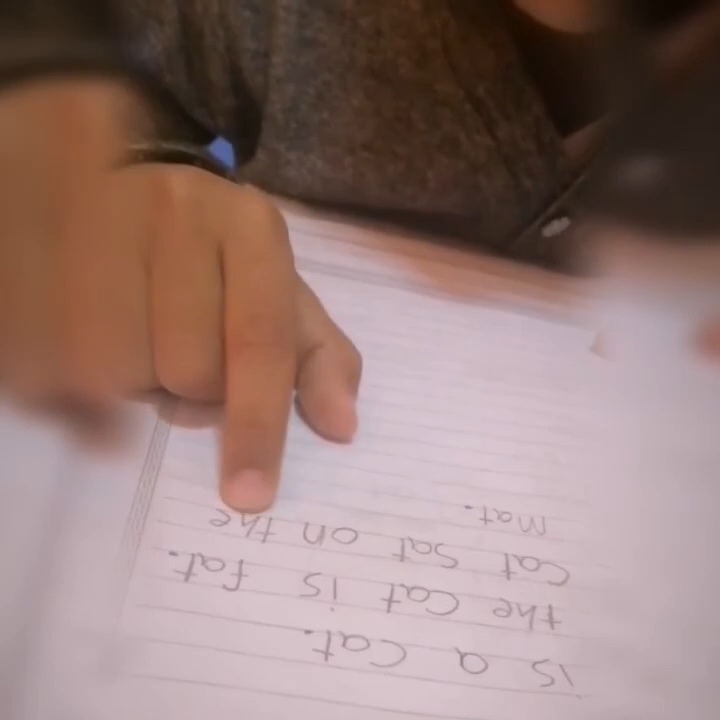 is a cat.
the cat is fat.
cat sat on the
Mat.